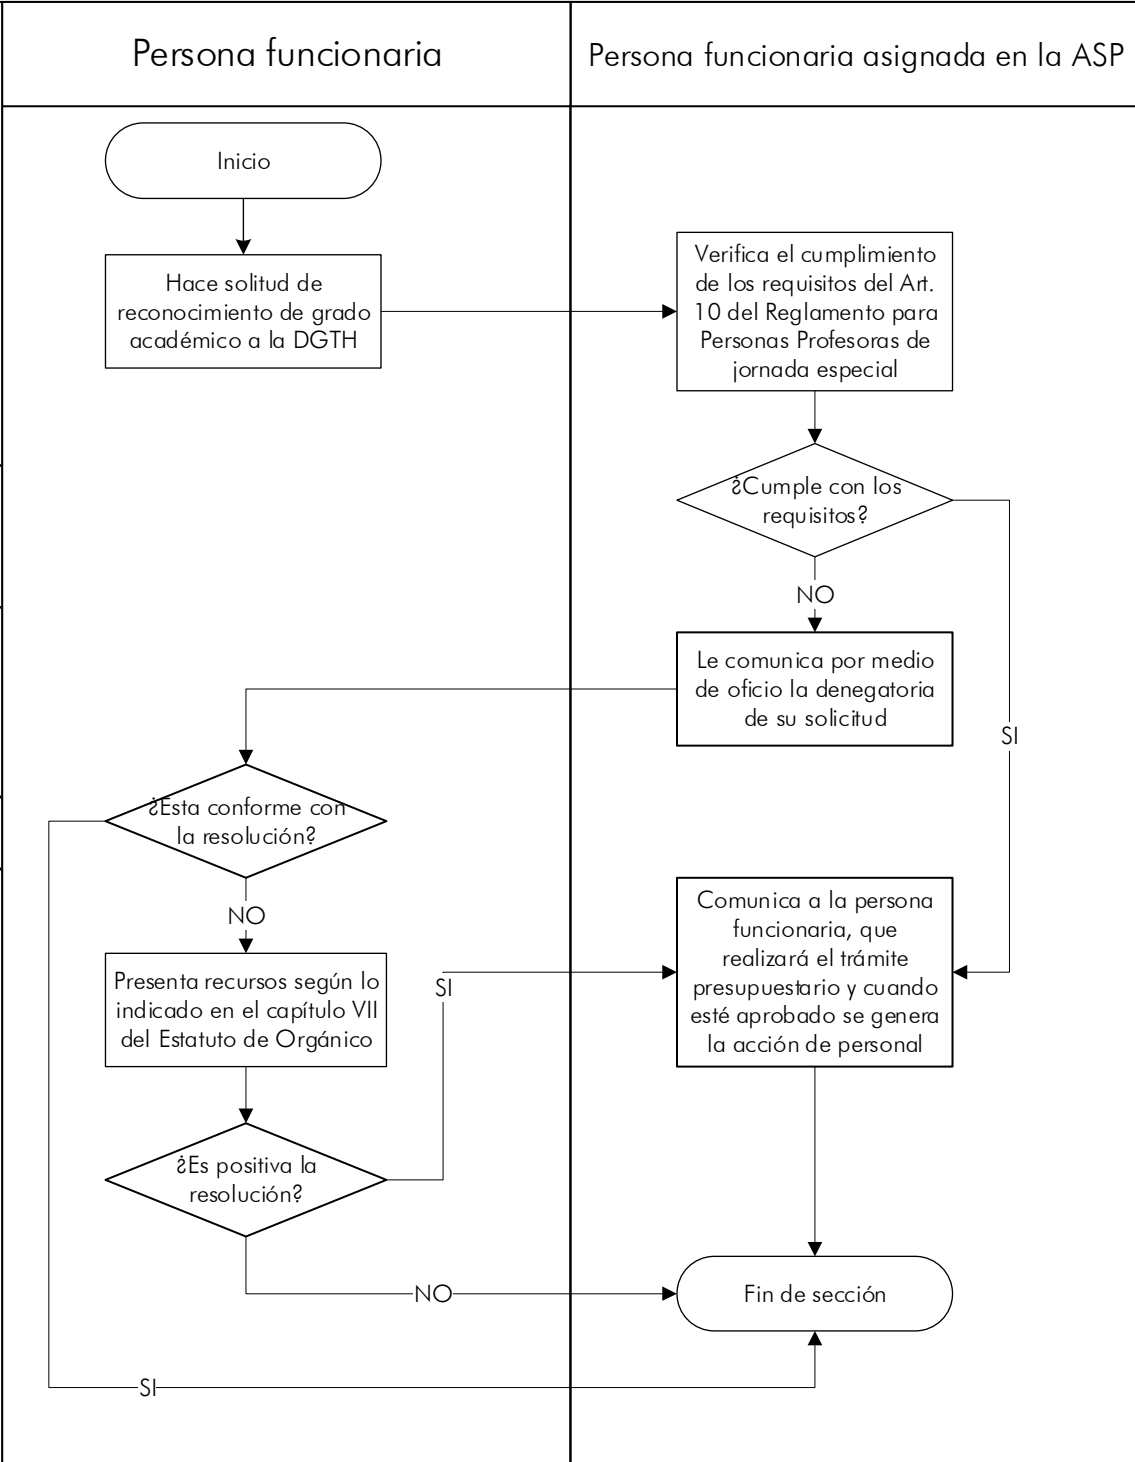 Persona funcionaria
Persona funcionaria asignada en la ASP
Inicio
Hace solitud de
reconocimiento de grado
académico a la DGTH
Verifica el cumplimiento
de los requisitos del Art.
10 del Reglamento para
Personas Profesoras de
jornada especial
¿Cumple con los
requisitos?
NO
SI
Le comunica por medio
de oficio la denegatoria
de su solicitud
¿Esta conforme con
la resolución?
NO
Presenta recursos según lo
indicado en el capítulo VII
del Estatuto de Orgánico
SI
Comunica a la persona
funcionaria, que
realizará el trámite
presupuestario y cuando
esté aprobado se genera
la acción de personal
¿Es positiva la
resolución?
NO
Fin de sección
SI